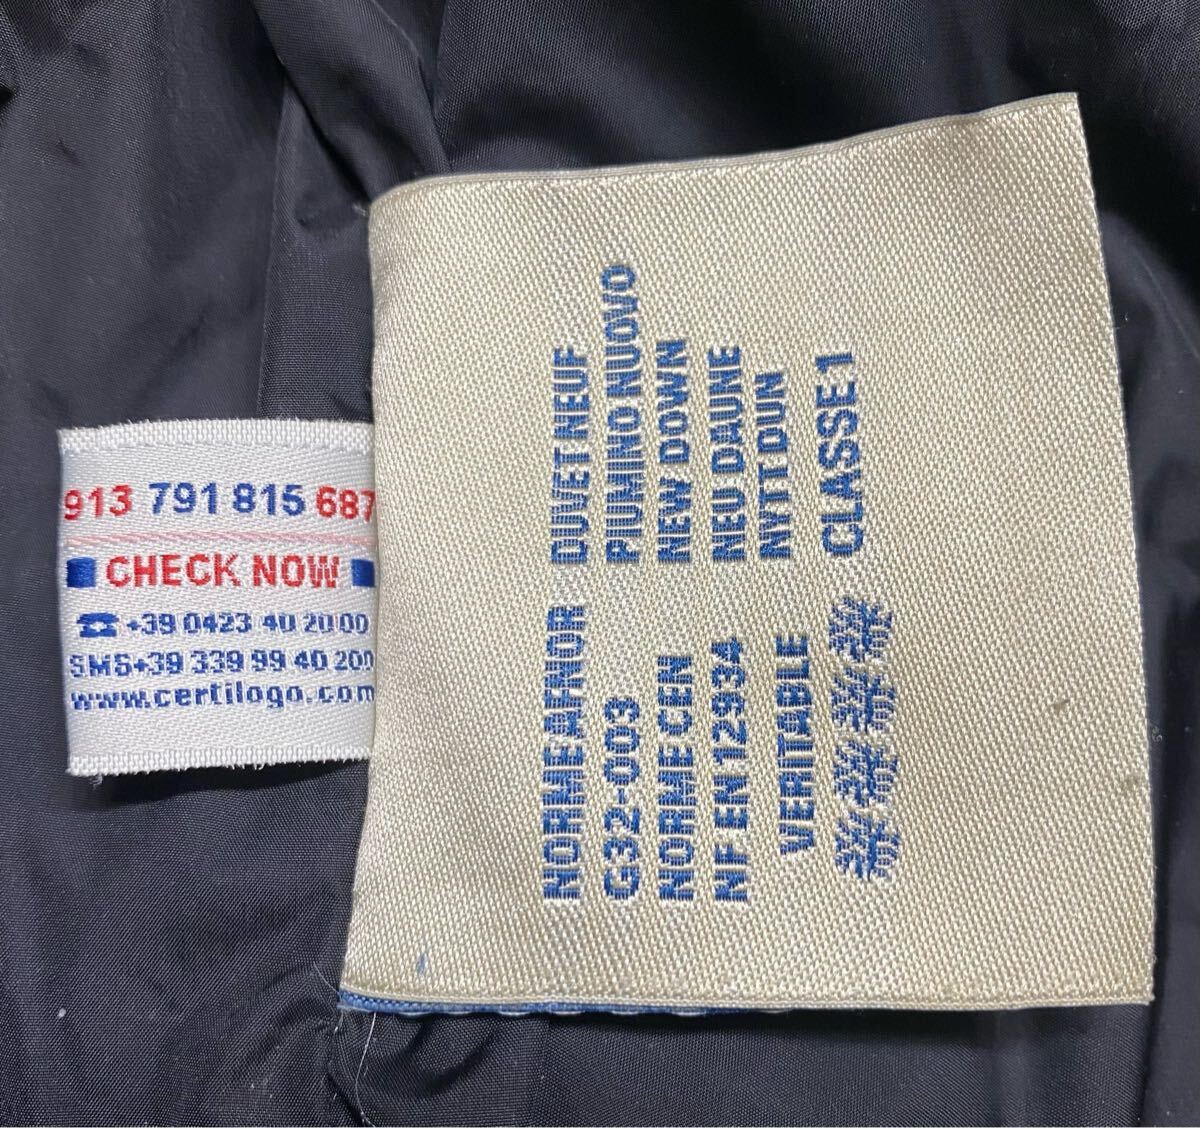 913 791 815 687
CHECK NOW
+39 0423 40 20 00
SMS+39 339 99 40 200
www.certilogo.com
NORME AFNOR DUVET NEUF
G32-003 PIUMINO NUOVO
NORME CEN NEW DOWN
NF EN 12934 NEU DAUNE
NYTT DUN
VERITABLE CLASSE 1